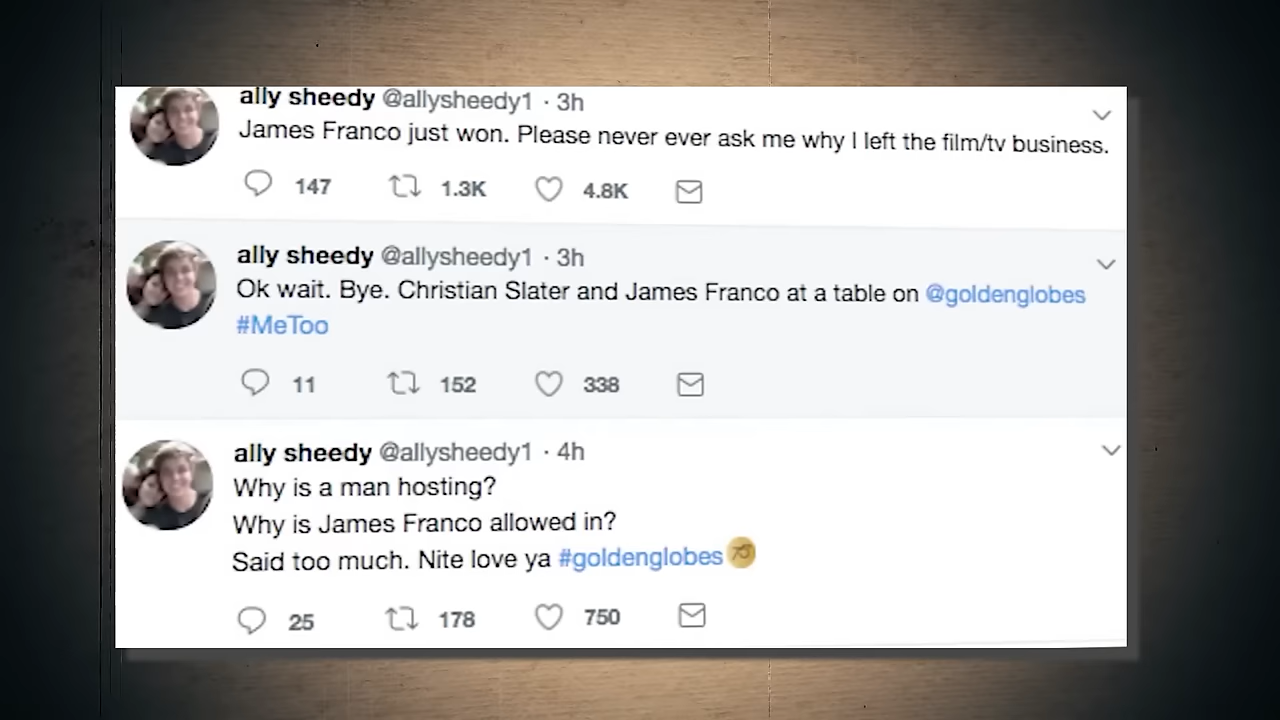 ally sheedy @allysheedy1 · 3h
James Franco just won. Please never ever ask me why I left the film/tv business.
147 1.3K 4.8K
ally sheedy @allysheedy1 · 3h
Ok wait. Bye. Christian Slater and James Franco at a table on @goldenglobes
#MeToo
11 152 338
ally sheedy @allysheedy1 · 4h
Why is a man hosting?
Why is James Franco allowed in?
Said too much. Nite love ya #goldenglobes 75
25 178 750